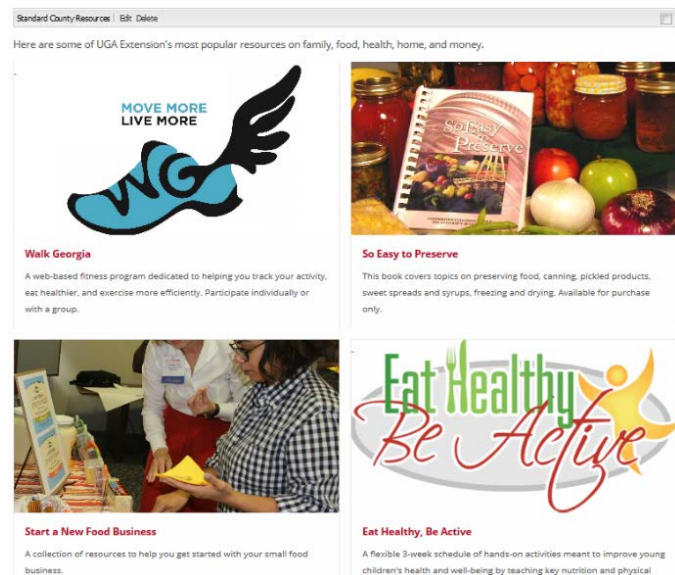 Standard County Resources Edit Delete
Here are some of UGA Extension's most popular resources on family, food, health, home, and money.
MOVE MORE
LIVE MORE
WG
Walk Georgia
A web-based fitness program dedicated to helping you track your activity,
eat healthier, and exercise more efficiently. Participate individually or
with a group.
So Easy to
Preserve
So Easy to Preserve
This book covers topics on preserving food, canning, pickled products,
sweet spreads and syrups, freezing and drying. Available for purchase
only.
Start a New Food Business
A collection of resources to help you get started with your small food
business.
Eat Healthy
Be Active
Eat Healthy, Be Active
A flexible 3-week schedule of hands-on activities meant to improve young
children's health and well-being by teaching key nutrition and physical